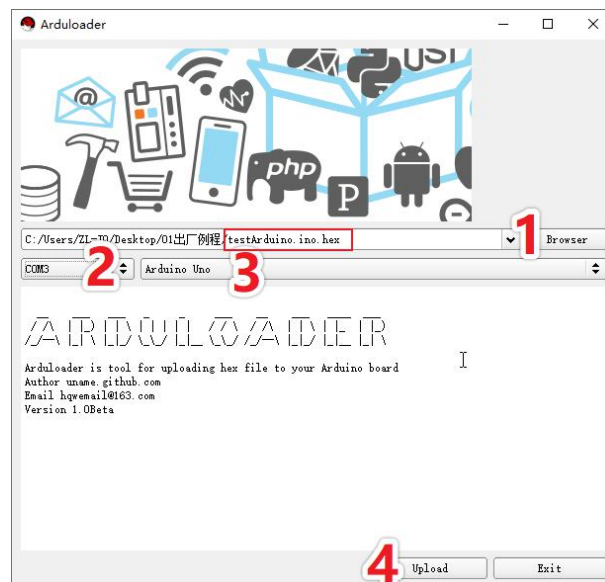 Arduloader
@
USI
php
P
C:/Users/ZL-TQ/Desktop/01出厂例程/testArduino.ino.hex
1
Browser
COM3
2
Arduino Uno
3
ARDULOADER
Arduloader is tool for uploading hex file to your Arduino board
Author uname.github.com
Email hqwemail@163.com
Version 1.0Beta
4
Upload
Exit